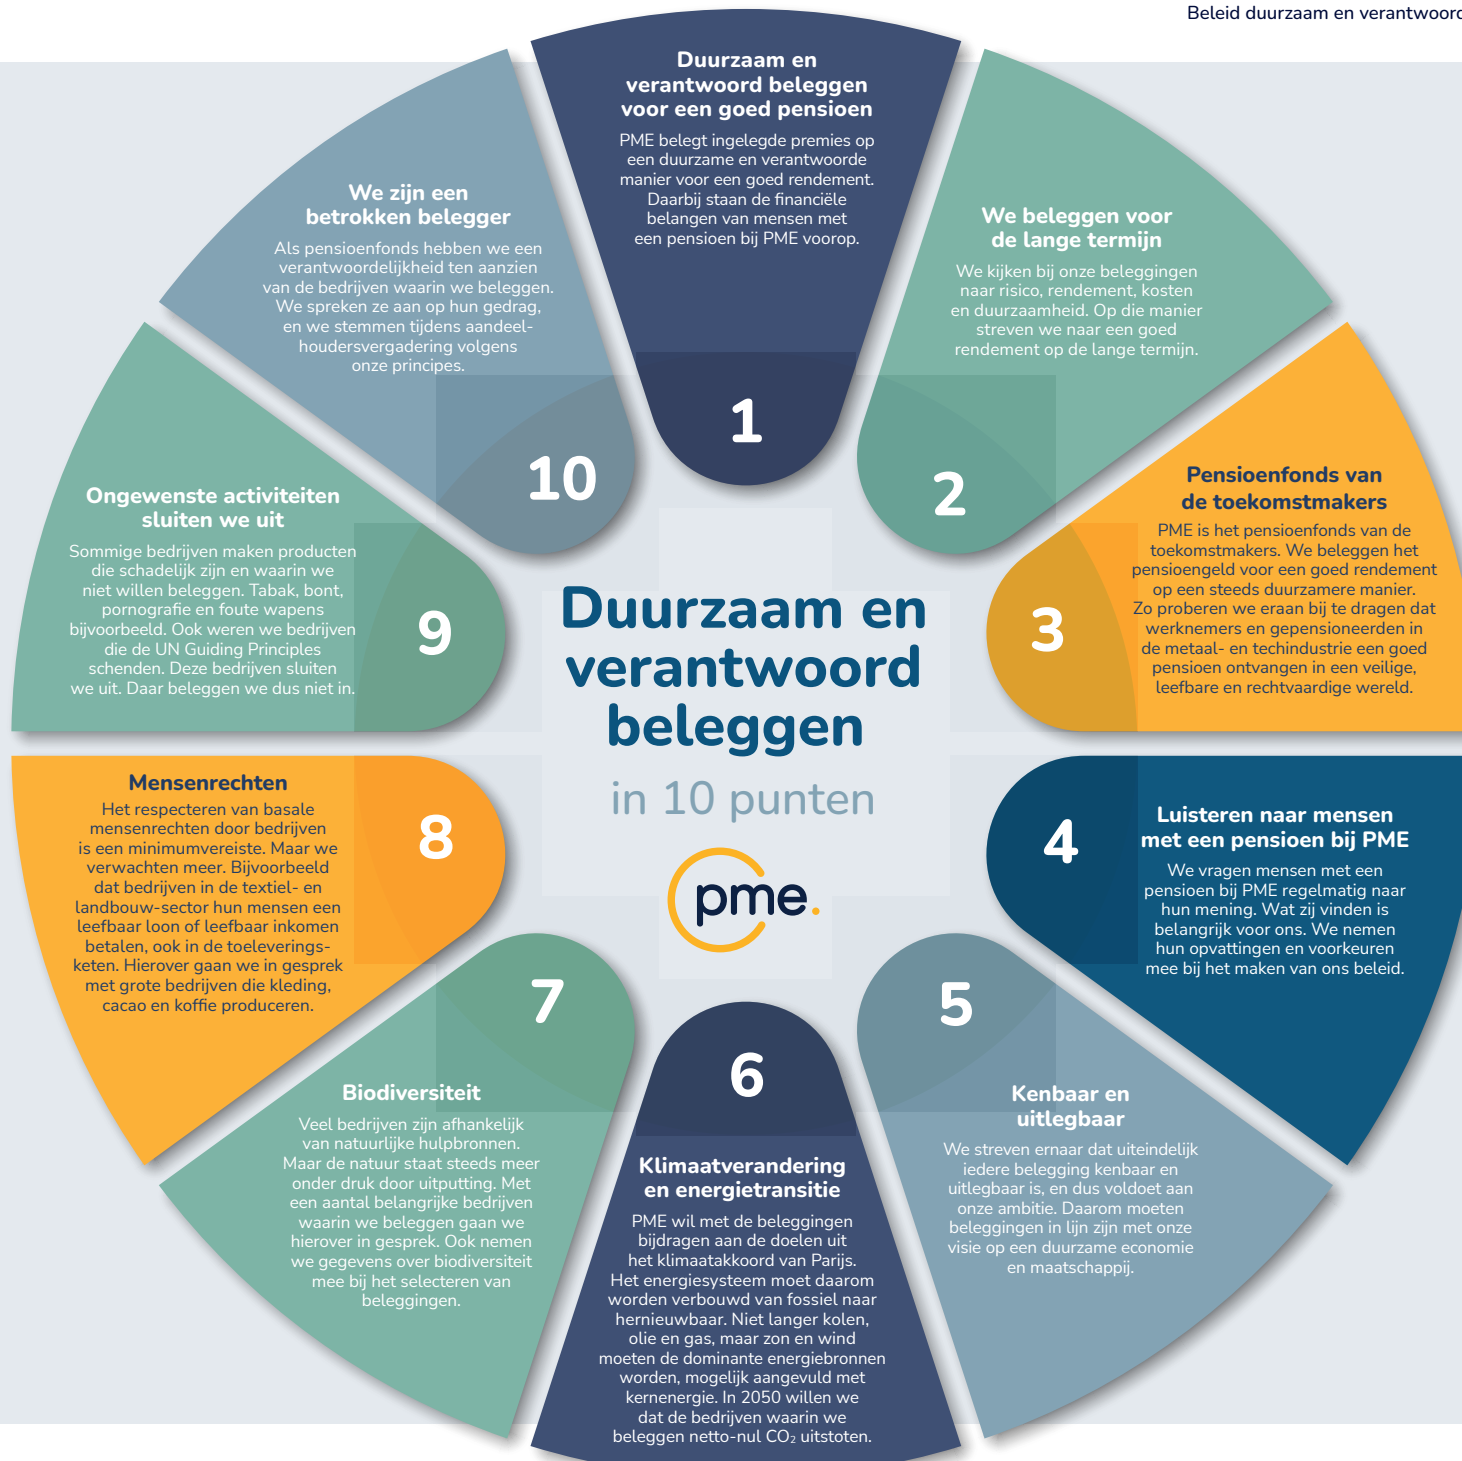 Beleid duurzaam en verantwoord
Duurzaam en
verantwoord beleggen
voor een goed pensioen
PME belegt ingelegde premies op
een duurzame en verantwoorde
manier voor een goed rendement.
Daarbij staan de financiële
belangen van mensen met
een pensioen bij PME voorop.
1
We beleggen voor
de lange termijn
We kijken bij onze beleggingen
naar risico, rendement, kosten
en duurzaamheid. Op die manier
streven we naar een goed
rendement op de lange termijn.
2
Pensioenfonds van
de toekomstmakers
PME is het pensioenfonds van de
toekomstmakers. We beleggen het
pensioengeld voor een goed rendement
op een steeds duurzamere manier.
Zo proberen we eraan bij te dragen dat
werknemers en gepensioneerden in
de metaal- en techindustrie een goed
pensioen ontvangen in een veilige,
leefbare en rechtvaardige wereld.
3
Luisteren naar mensen
met een pensioen bij PME
We vragen mensen met een
pensioen bij PME regelmatig naar
hun mening. Wat zij vinden is
belangrijk voor ons. We nemen
hun opvattingen en voorkeuren
mee bij het maken van ons beleid.
4
Kenbaar en
uitlegbaar
We streven ernaar dat uiteindelijk
iedere belegging kenbaar en
uitlegbaar is, en dus voldoet aan
onze ambitie. Daarom moeten
beleggingen in lijn zijn met onze
visie op een duurzame economie
en maatschappij.
5
6
Klimaatverandering
en energietransitie
PME wil met de beleggingen
bijdragen aan de doelen uit
het klimaatakkoord van Parijs.
Het energiesysteem moet daarom
worden verbouwd van fossiel naar
hernieuwbaar. Niet langer kolen,
olie en gas, maar zon en wind
moeten de dominante energiebronnen
worden, mogelijk aangevuld met
kernenergie. In 2050 willen we
dat de bedrijven waarin we
beleggen netto-nul CO₂ uitstoten.
7
Biodiversiteit
Veel bedrijven zijn afhankelijk
van natuurlijke hulpbronnen.
Maar de natuur staat steeds meer
onder druk door uitputting. Met
een aantal belangrijke bedrijven
waarin we beleggen gaan we
hierover in gesprek. Ook nemen
we gegevens over biodiversiteit
mee bij het selecteren van
beleggingen.
8
Mensenrechten
Het respecteren van basale
mensenrechten door bedrijven
is een minimumvereiste. Maar we
verwachten meer. Bijvoorbeeld
dat bedrijven in de textiel- en
landbouw-sector hun mensen een
leefbaar loon of leefbaar inkomen
betalen, ook in de toeleverings-
keten. Hierover gaan we in gesprek
met grote bedrijven die kleding,
cacao en koffie produceren.
9
Ongewenste activiteiten
sluiten we uit
Sommige bedrijven maken producten
die schadelijk zijn en waarin we
niet willen beleggen. Tabak, bont,
pornografie en foute wapens
bijvoorbeeld. Ook weren we bedrijven
die de UN Guiding Principles
schenden. Deze bedrijven sluiten
we uit. Daar beleggen we dus niet in.
10
We zijn een
betrokken belegger
Als pensioenfonds hebben we een
verantwoordelijkheid ten aanzien
van de bedrijven waarin we beleggen.
We spreken ze aan op hun gedrag,
en we stemmen tijdens aandeel-
houdersvergadering volgens
onze principes.
Duurzaam en
verantwoord
beleggen
in 10 punten
pme.